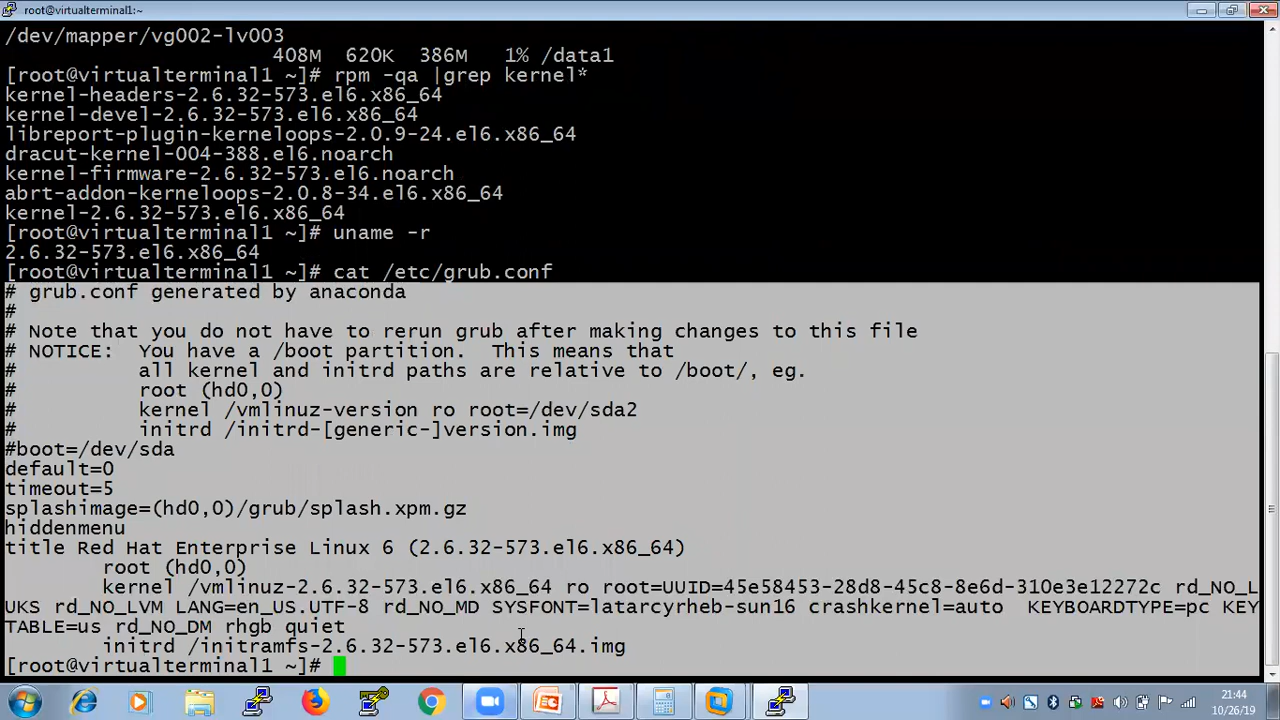 root@virtualterminal1:~
/dev/mapper/vg002-lv003
408M 620K 386M 1% /data1
[root@virtualterminal1 ~]# rpm -qa |grep kernel*
kernel-headers-2.6.32-573.el6.x86_64
kernel-devel-2.6.32-573.el6.x86_64
libreport-plugin-kerneloops-2.0.9-24.el6.x86_64
dracut-kernel-004-388.el6.noarch
kernel-firmware-2.6.32-573.el6.noarch
abrt-addon-kerneloops-2.0.8-34.el6.x86_64
kernel-2.6.32-573.el6.x86_64
[root@virtualterminal1 ~]# uname -r
2.6.32-573.el6.x86_64
[root@virtualterminal1 ~]# cat /etc/grub.conf
# grub.conf generated by anaconda
#
# Note that you do not have to rerun grub after making changes to this file
# NOTICE:  You have a /boot partition.  This means that
#          all kernel and initrd paths are relative to /boot/, eg.
#          root (hd0,0)
#          kernel /vmlinuz-version ro root=/dev/sda2
#          initrd /initrd-[generic-]version.img
#boot=/dev/sda
default=0
timeout=5
splashimage=(hd0,0)/grub/splash.xpm.gz
hiddenmenu
title Red Hat Enterprise Linux 6 (2.6.32-573.el6.x86_64)
root (hd0,0)
kernel /vmlinuz-2.6.32-573.el6.x86_64 ro root=UUID=45e58453-28d8-45c8-8e6d-310e3e12272c rd_NO_L
UKS rd_NO_LVM LANG=en_US.UTF-8 rd_NO_MD SYSFONT=latarcyrheb-sun16 crashkernel=auto  KEYBOARDTYPE=pc KEY
TABLE=us rd_NO_DM rhgb quiet
initrd /initramfs-2.6.32-573.el6.x86_64.img
[root@virtualterminal1 ~]#
21:44
10/26/19